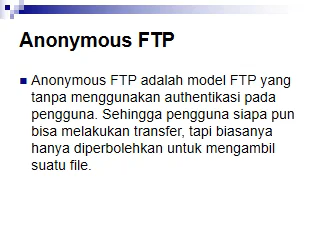 Anonymous FTP
Anonymous FTP adalah model FTP yang
tanpa menggunakan authentikasi pada
pengguna. Sehingga pengguna siapa pun
bisa melakukan transfer, tapi biasanya
hanya diperbolehkan untuk mengambil
suatu file.